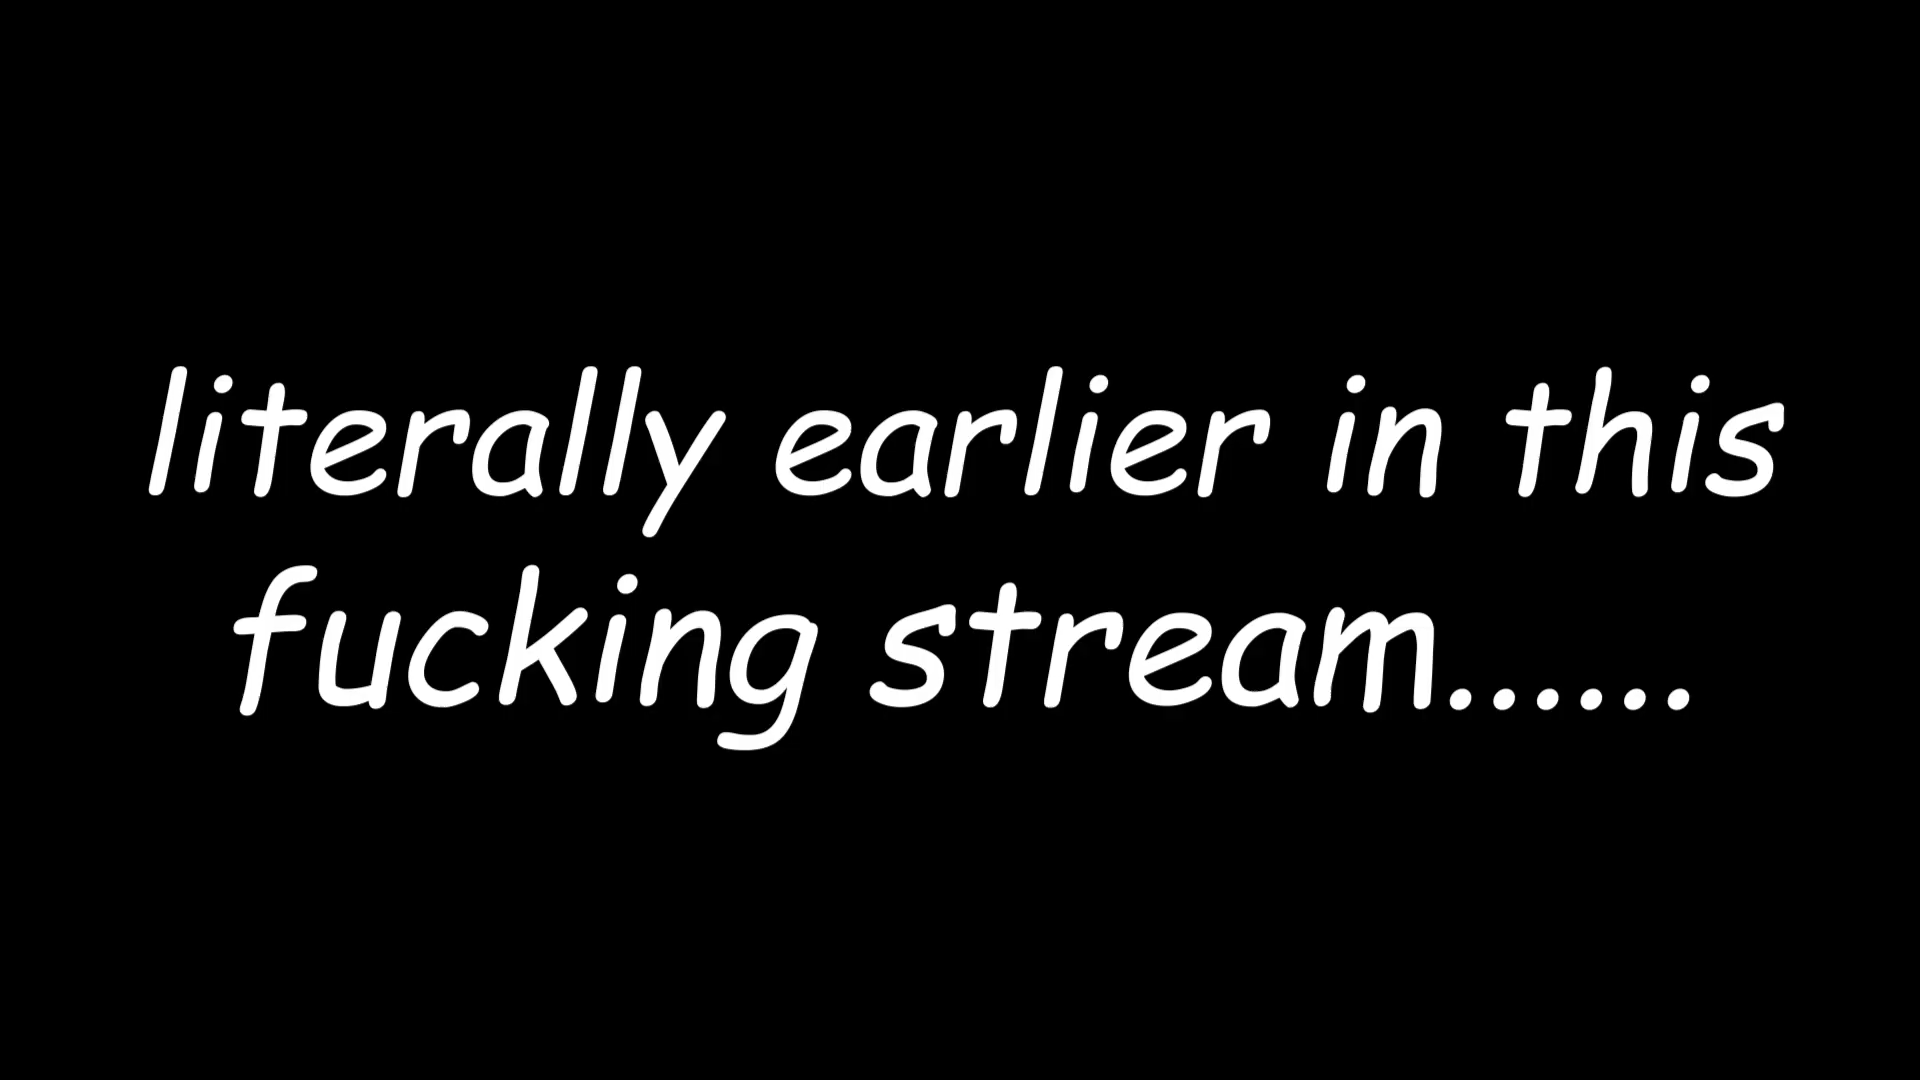 literally earlier in this
fucking stream......